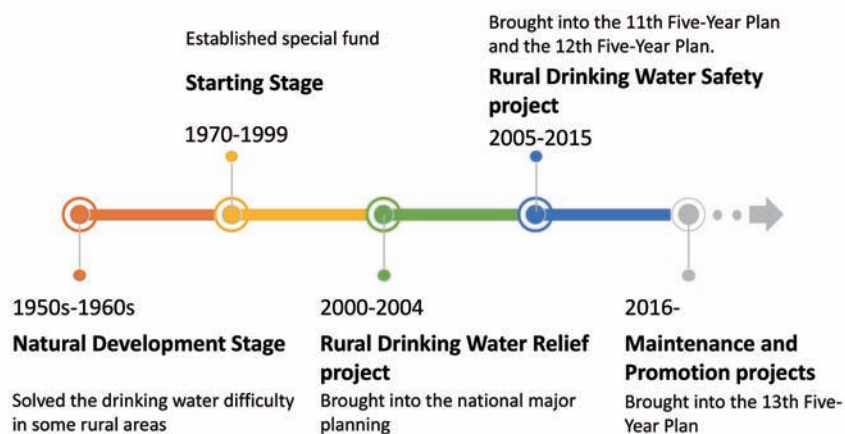 Established special fund
Starting Stage
1970-1999
Brought into the 11th Five-Year Plan
and the 12th Five-Year Plan.
Rural Drinking Water Safety
project
2005-2015
1950s-1960s
Natural Development Stage
Solved the drinking water difficulty
in some rural areas
2000-2004
Rural Drinking Water Relief
project
Brought into the national major
planning
2016-
Maintenance and
Promotion projects
Brought into the 13th Five-
Year Plan